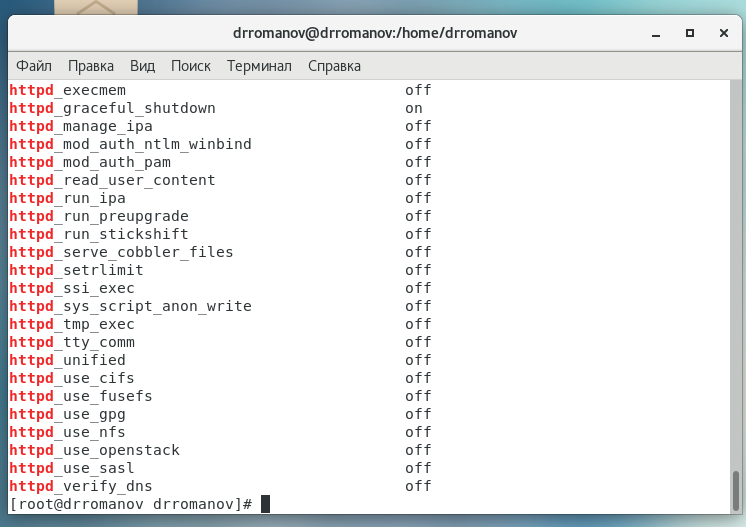 drromanov@drromanov:/home/drromanov
Файл Правка Вид Поиск Терминал Справка
httpd_execmem off
httpd_graceful_shutdown on
httpd_manage_ipa off
httpd_mod_auth_ntlm_winbind off
httpd_mod_auth_pam off
httpd_read_user_content off
httpd_run_ipa off
httpd_run_preupgrade off
httpd_run_stickshift off
httpd_serve_cobbler_files off
httpd_setrlimit off
httpd_ssi_exec off
httpd_sys_script_anon_write off
httpd_tmp_exec off
httpd_tty_comm off
httpd_unified off
httpd_use_cifs off
httpd_use_fusefs off
httpd_use_gpg off
httpd_use_nfs off
httpd_use_openstack off
httpd_use_sasl off
httpd_verify_dns off
[root@drromanov drromanov]#